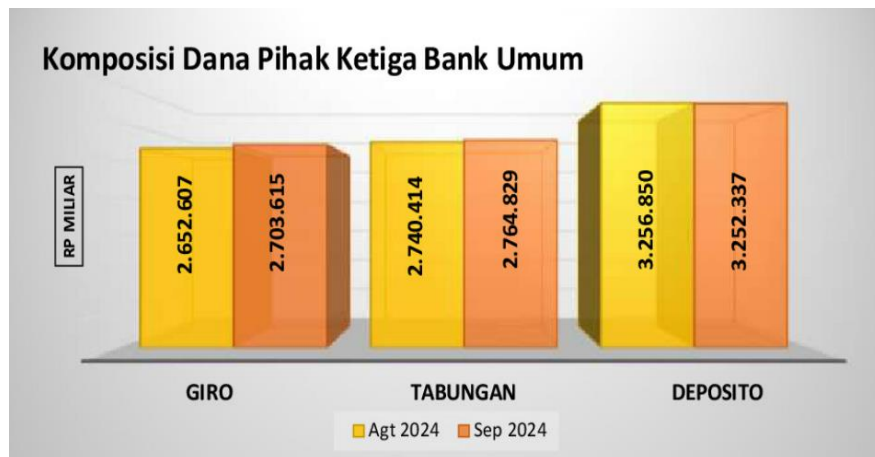 Komposisi Dana Pihak Ketiga Bank Umum
RP MILIAR
2.652.607
2.703.615
2.740.414
2.764.829
3.256.850
3.252.337
GIRO
TABUNGAN
DEPOSITO
Agt 2024
Sep 2024